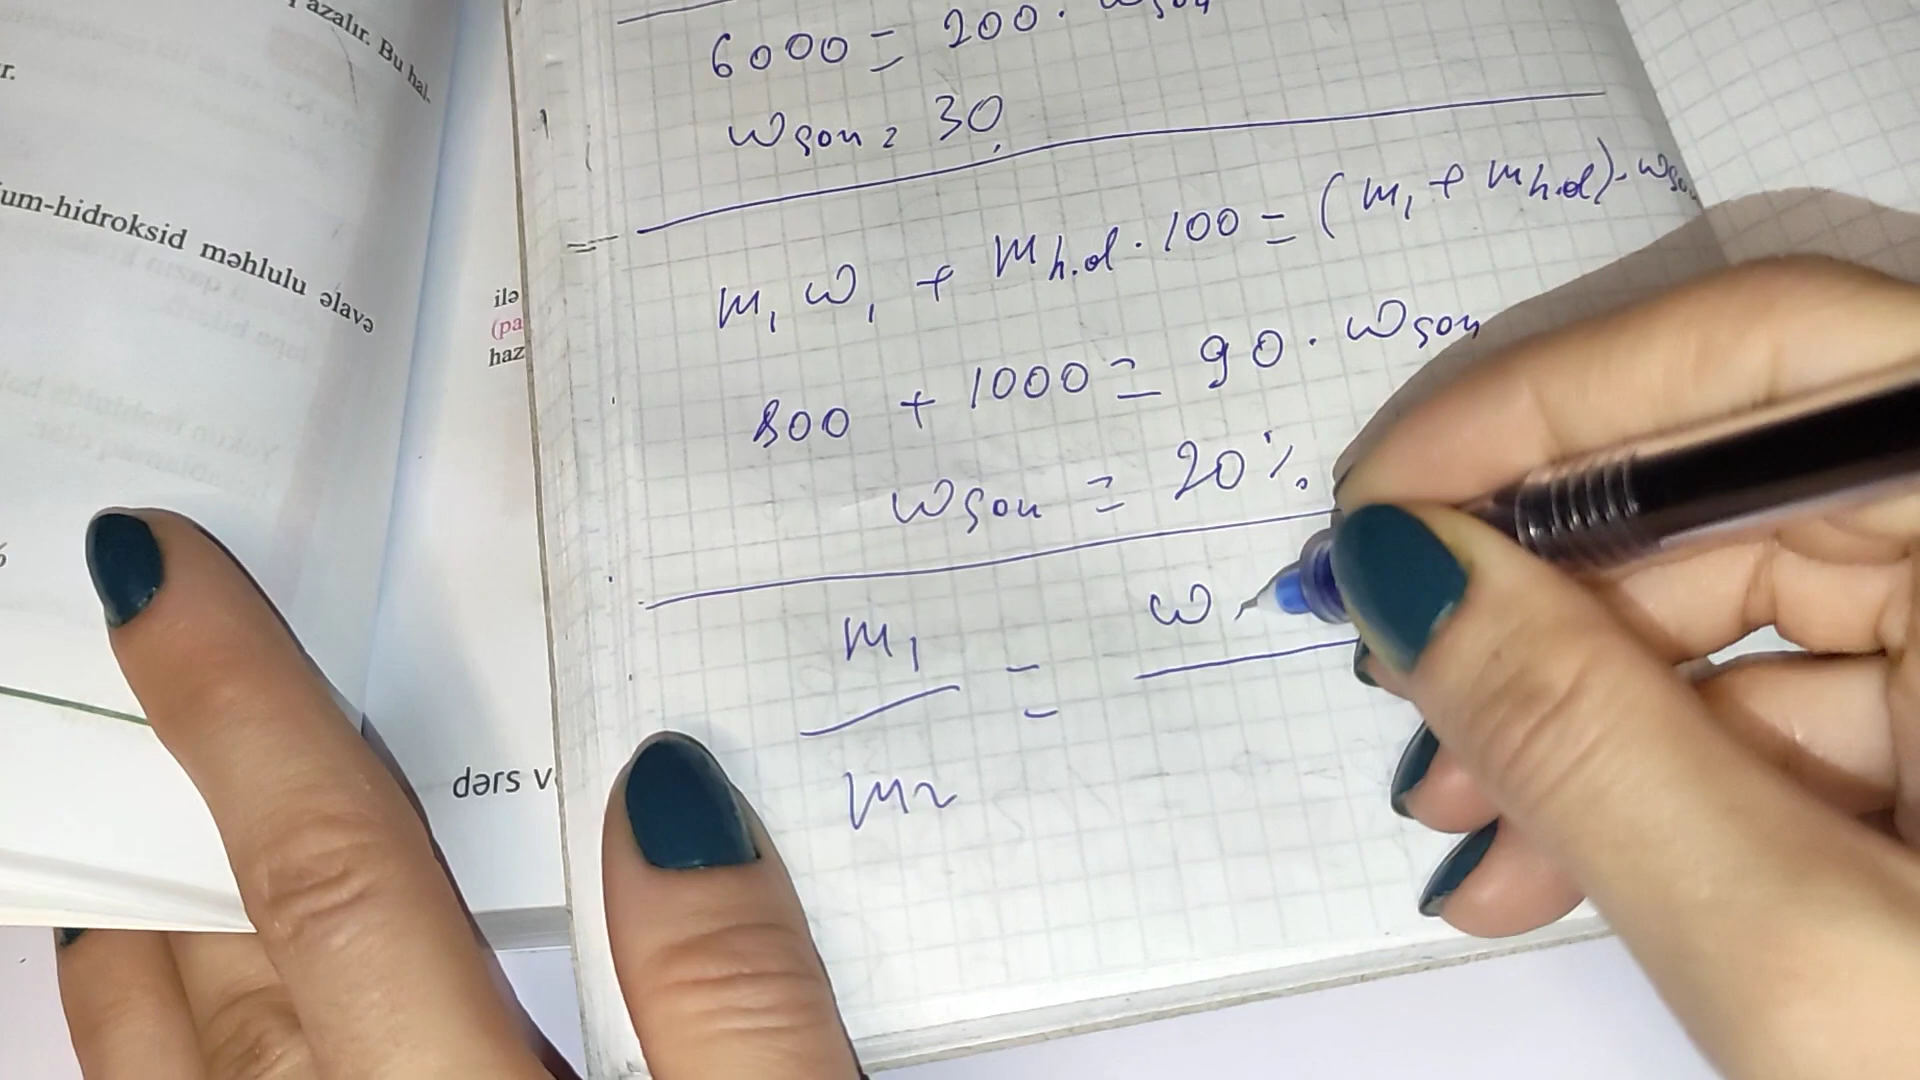 azalır. Bu hal-
r.
um-hidroksid məhlulu əlavə
ilə
(pa
haz
dərs v
6000 = 200 · ωson
ωson = 30
m₁ω₁ + mh.d · 100 = (m₁ + mh.d) · ωso
800 + 1000 = 90 · ωson
ωson = 20%
m₁ = ω
m₂